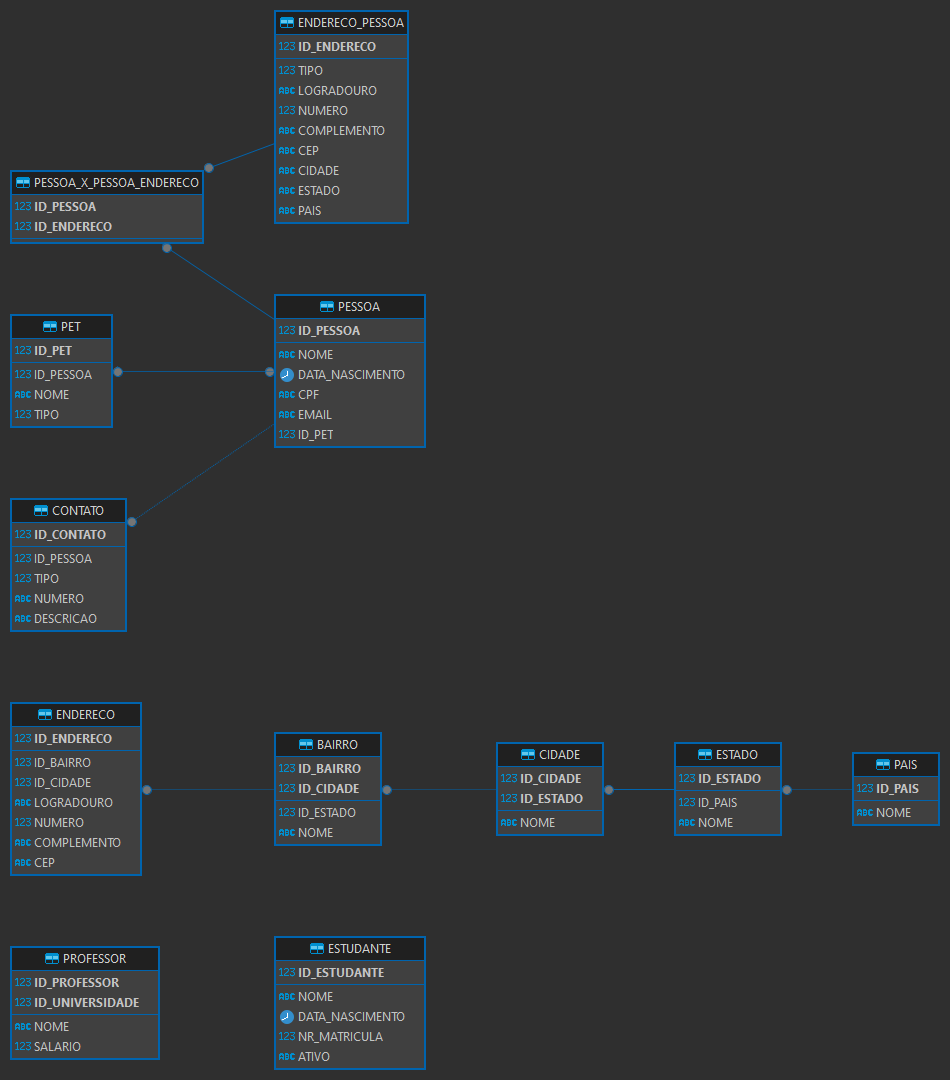 ENDERECO_PESSOA
123 ID_ENDERECO
123 TIPO
ABC LOGRADOURO
123 NUMERO
ABC COMPLEMENTO
ABC CEP
ABC CIDADE
ABC ESTADO
ABC PAIS
PESSOA_X_PESSOA_ENDERECO
123 ID_PESSOA
123 ID_ENDERECO
PESSOA
123 ID_PESSOA
ABC NOME
DATA_NASCIMENTO
ABC CPF
ABC EMAIL
123 ID_PET
PET
123 ID_PET
123 ID_PESSOA
ABC NOME
123 TIPO
CONTATO
123 ID_CONTATO
123 ID_PESSOA
123 TIPO
ABC NUMERO
ABC DESCRICAO
ENDERECO
123 ID_ENDERECO
123 ID_BAIRRO
123 ID_CIDADE
ABC LOGRADOURO
123 NUMERO
ABC COMPLEMENTO
ABC CEP
BAIRRO
123 ID_BAIRRO
123 ID_CIDADE
123 ID_ESTADO
ABC NOME
CIDADE
123 ID_CIDADE
123 ID_ESTADO
ABC NOME
ESTADO
123 ID_ESTADO
123 ID_PAIS
ABC NOME
PAIS
123 ID_PAIS
ABC NOME
PROFESSOR
123 ID_PROFESSOR
123 ID_UNIVERSIDADE
ABC NOME
123 SALARIO
ESTUDANTE
123 ID_ESTUDANTE
ABC NOME
DATA_NASCIMENTO
123 NR_MATRICULA
ABC ATIVO